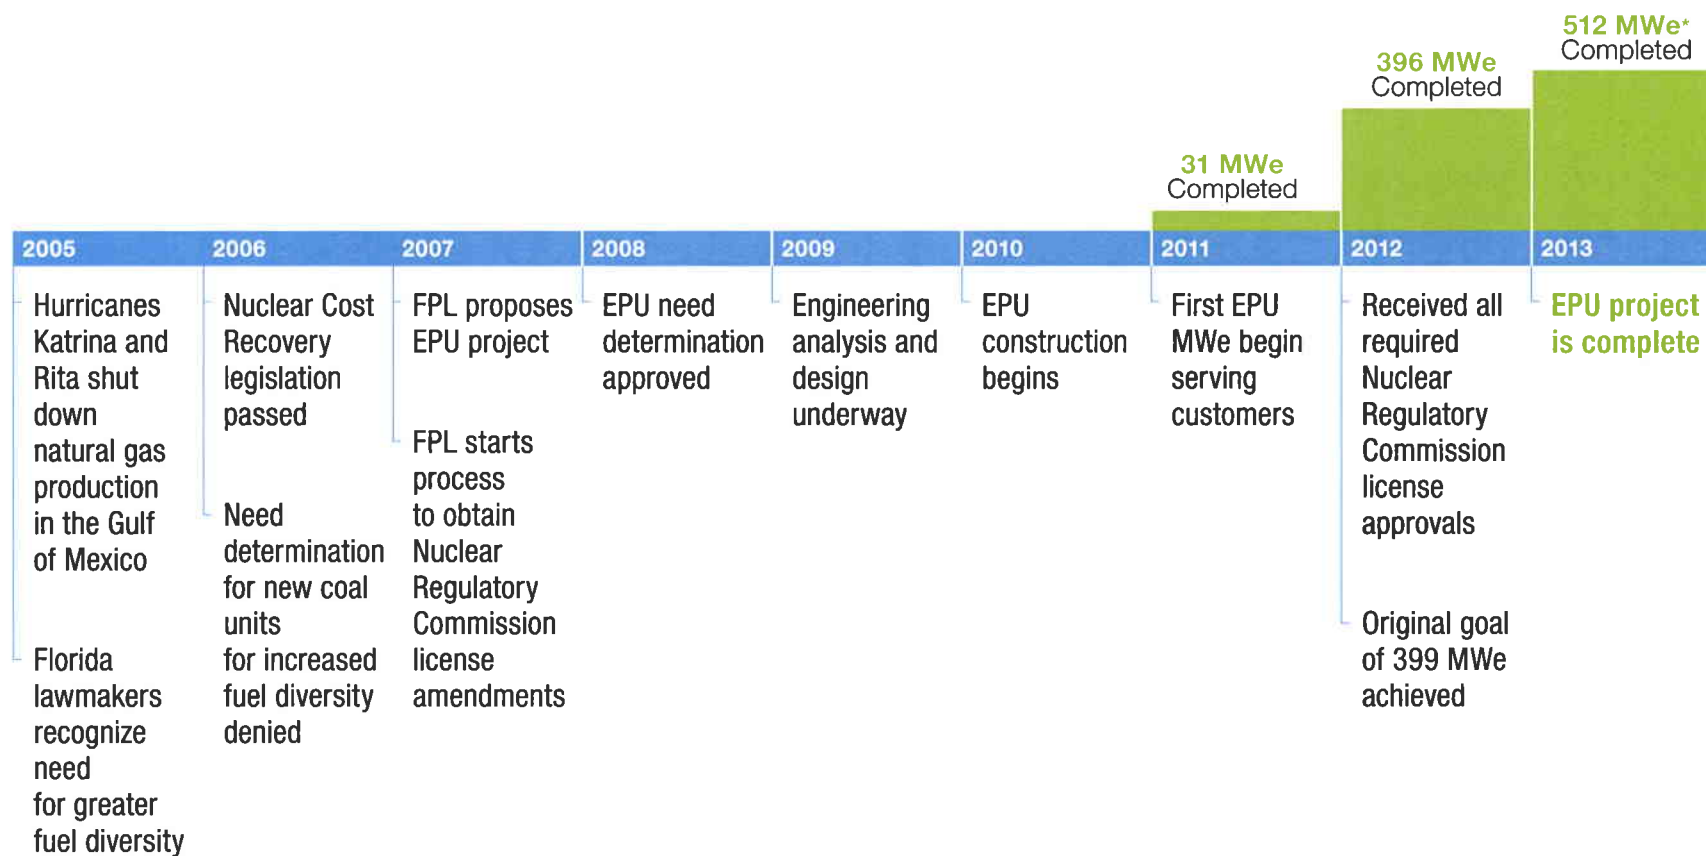 512 MWe*
Completed
396 MWe
Completed
31 MWe
Completed
2005
2006
2007
2008
2009
2010
2011
2012
2013
Hurricanes
Katrina and
Rita shut
down
natural gas
production
in the Gulf
of Mexico
Florida
lawmakers
recognize
need
for greater
fuel diversity
Nuclear Cost
Recovery
legislation
passed
Need
determination
for new coal
units
for increased
fuel diversity
denied
FPL proposes
EPU project
FPL starts
process
to obtain
Nuclear
Regulatory
Commission
license
amendments
EPU need
determination
approved
Engineering
analysis and
design
underway
EPU
construction
begins
First EPU
MWe begin
serving
customers
Received all
required
Nuclear
Regulatory
Commission
license
approvals
Original goal
of 399 MWe
achieved
EPU project
is complete